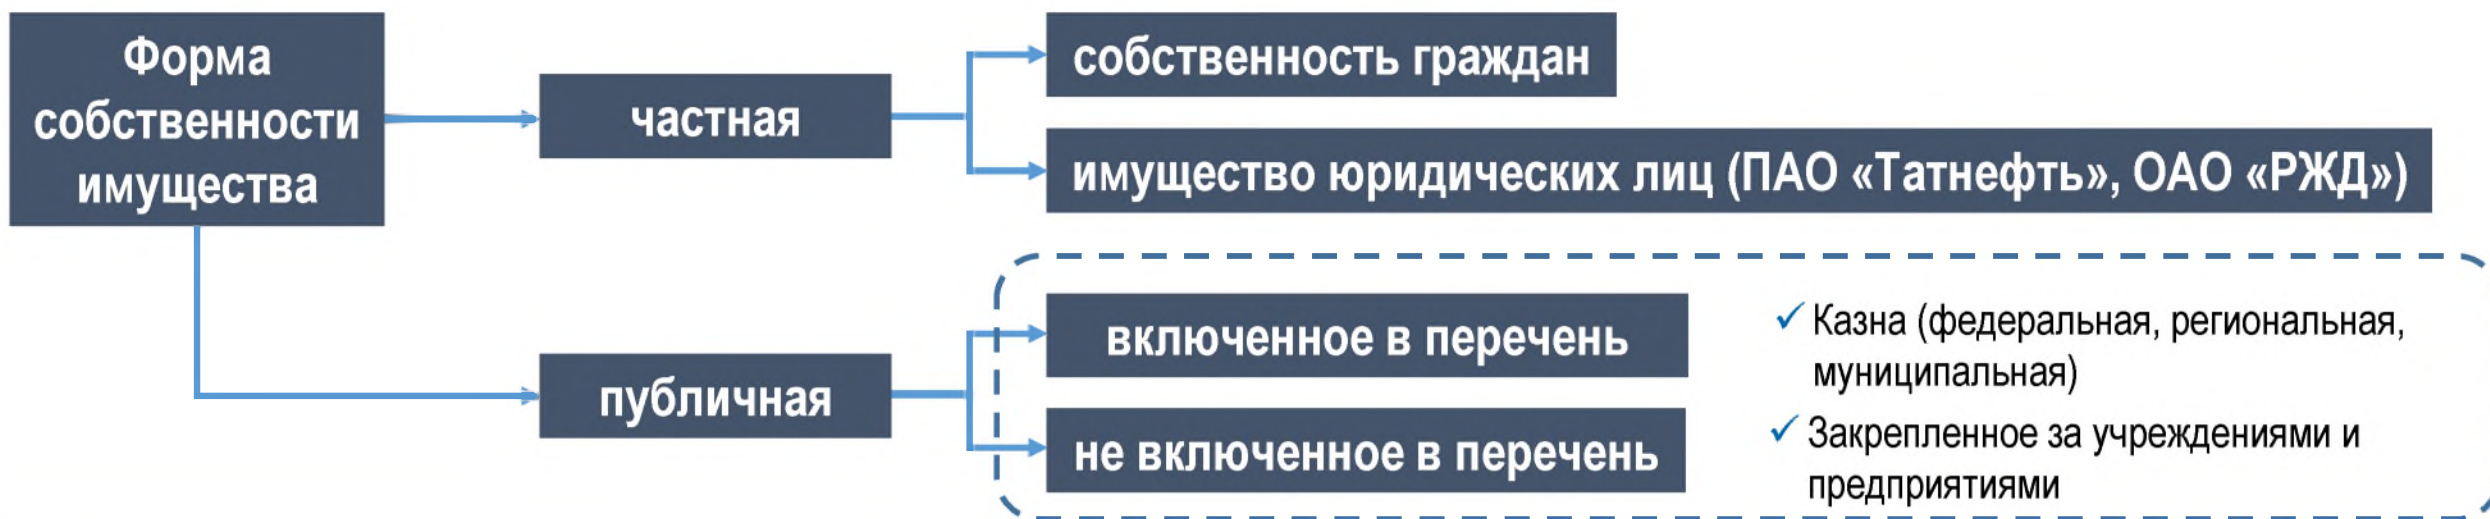 Форма
собственности
имущества
частная
собственность граждан
имущество юридических лиц (ПАО «Татнефть», ОАО «РЖД»)
публичная
включенное в перечень
не включенное в перечень
Казна (федеральная, региональная,
муниципальная)
Закрепленное за учреждениями и
предприятиями